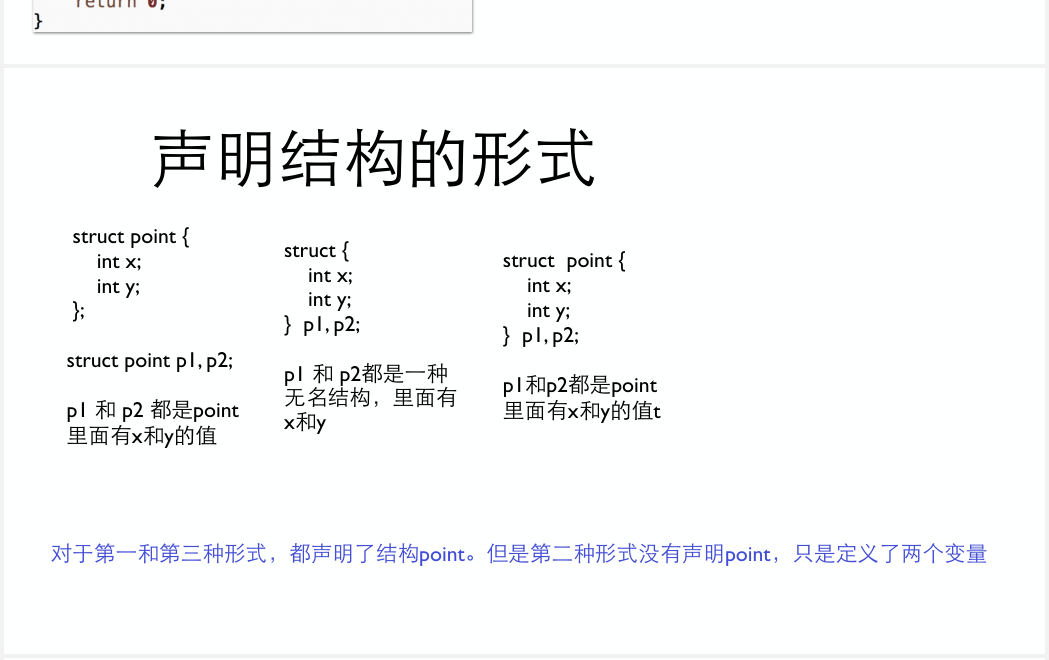 return 0;
}
声明结构的形式
struct point {
int x;
int y;
};
struct point p1, p2;
p1 和 p2 都是point
里面有x和y的值
struct {
int x;
int y;
} p1, p2;
p1 和 p2都是一种
无名结构，里面有
x和y
struct point {
int x;
int y;
} p1, p2;
p1和p2都是point
里面有x和y的值t
对于第一和第三种形式，都声明了结构point。但是第二种形式没有声明point，只是定义了两个变量